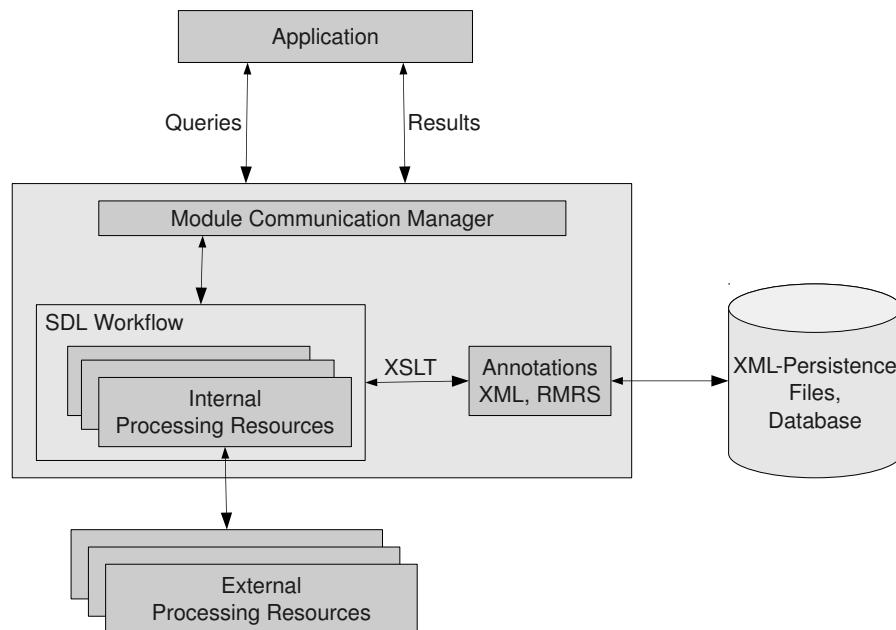 Application
Queries
Results
Module Communication Manager
SDL Workflow
Internal
Processing Resources
XSLT
Annotations
XML, RMRS
XML-Persistence
Files,
Database
External
Processing Resources